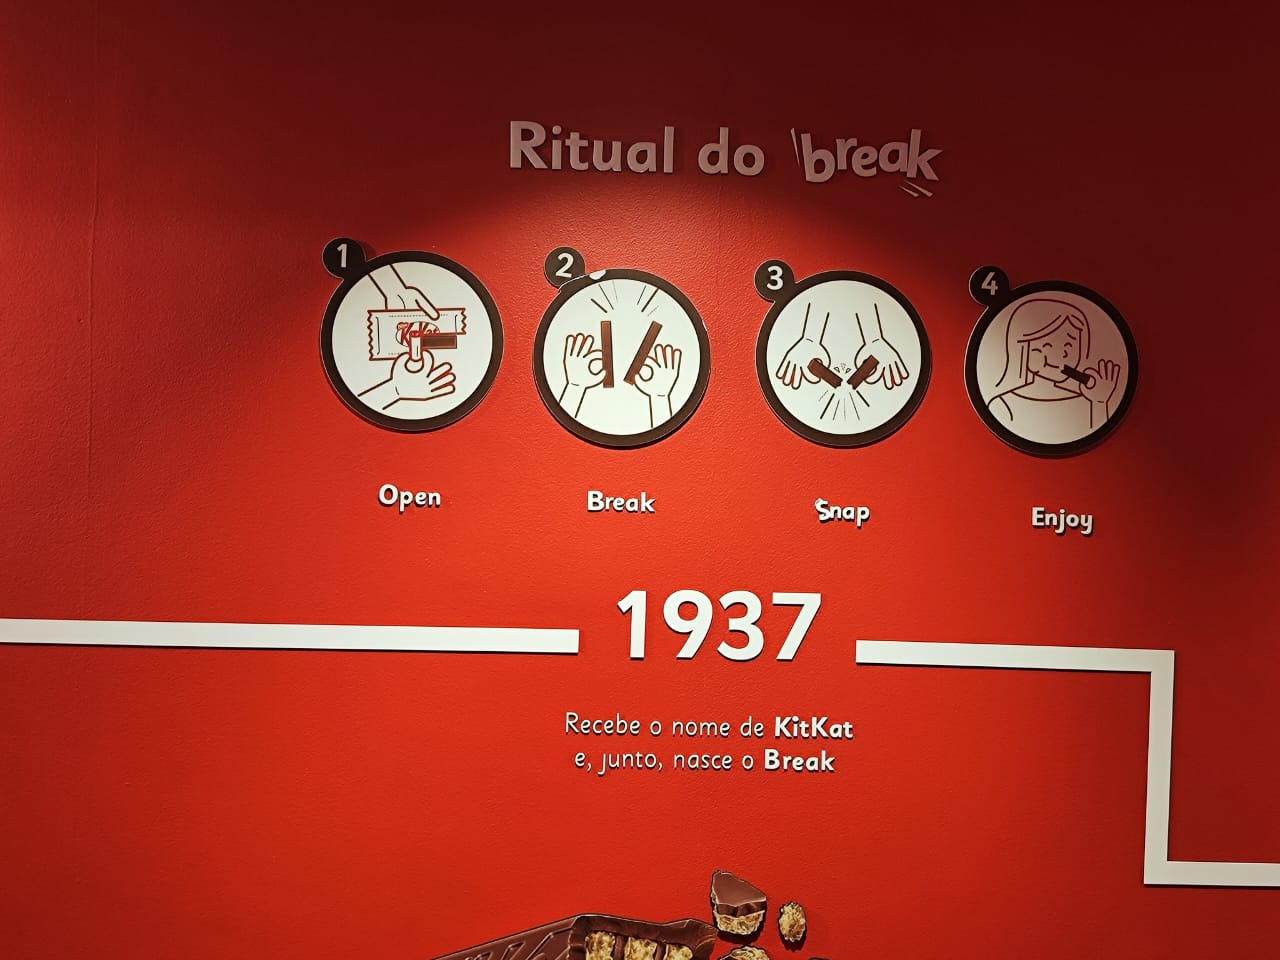 Ritual do break
1
2
3
4
KitKat
Open
Break
Snap
Enjoy
1937
Recebe o nome de KitKat
e, junto, nasce o Break